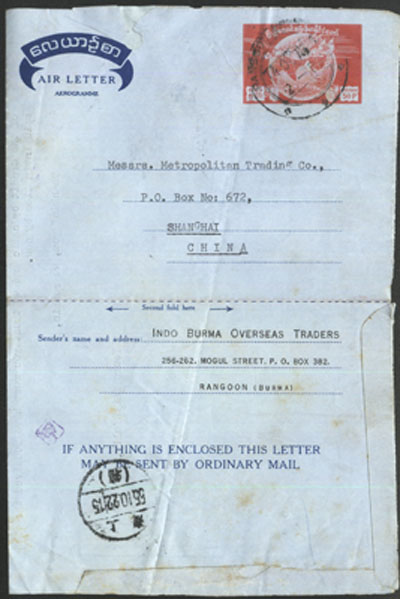 လေယာဉ်စာ
AIR LETTER
AEROGRAMME
Messrs. Metropolitan Trading Co.,
P.O. Box No: 672,
SHANGHAI
CHINA
Second fold here
Sender's name and address: INDO BURMA OVERSEAS TRADERS
256-262, MOGUL STREET, P. O. BOX 382.
RANGOON (BURMA)
IF ANYTHING IS ENCLOSED THIS LETTER
MAY BE SENT BY ORDINARY MAIL
上海